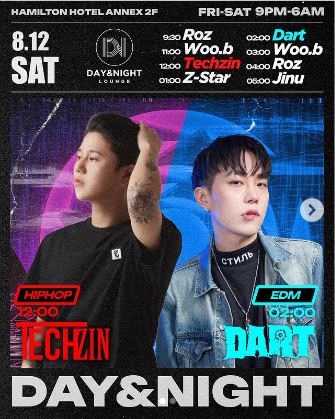 HAMILTON HOTEL ANNEX 2F FRI-SAT 9PM-6AM
8.12
SAT
DN
DAY&NIGHT
LOUNGE
9:30 Roz
11:00 Woo.b
12:00 Techzin
01:00 Z-Star
02:00 Dart
03:00 Woo.b
04:00 Roz
05:00 Jinu
СТИЛЬ
HIPHOP
12:00
TECHZIN
EDM
02:00
DART
DAY&NIGHT